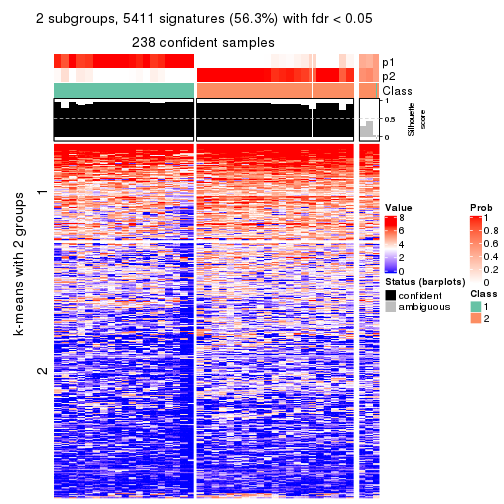 2 subgroups, 5411 signatures (56.3%) with fdr < 0.05
238 confident samples
p1
p2
Class
1
0.5
0
Silhouette
score
k-means with 2 groups
1
2
Value
8
6
4
2
0
Status (barplots)
confident
ambiguous
Prob
1
0.8
0.6
0.4
0.2
0
Class
1
2